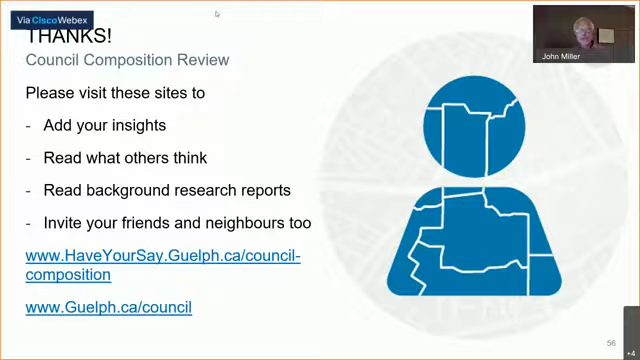 Via Cisco Webex
THANKS!
Council Composition Review
John Miller
Please visit these sites to
- Add your insights
- Read what others think
- Read background research reports
- Invite your friends and neighbours too
www.HaveYourSay.Guelph.ca/council-
composition
www.Guelph.ca/council
56
+4